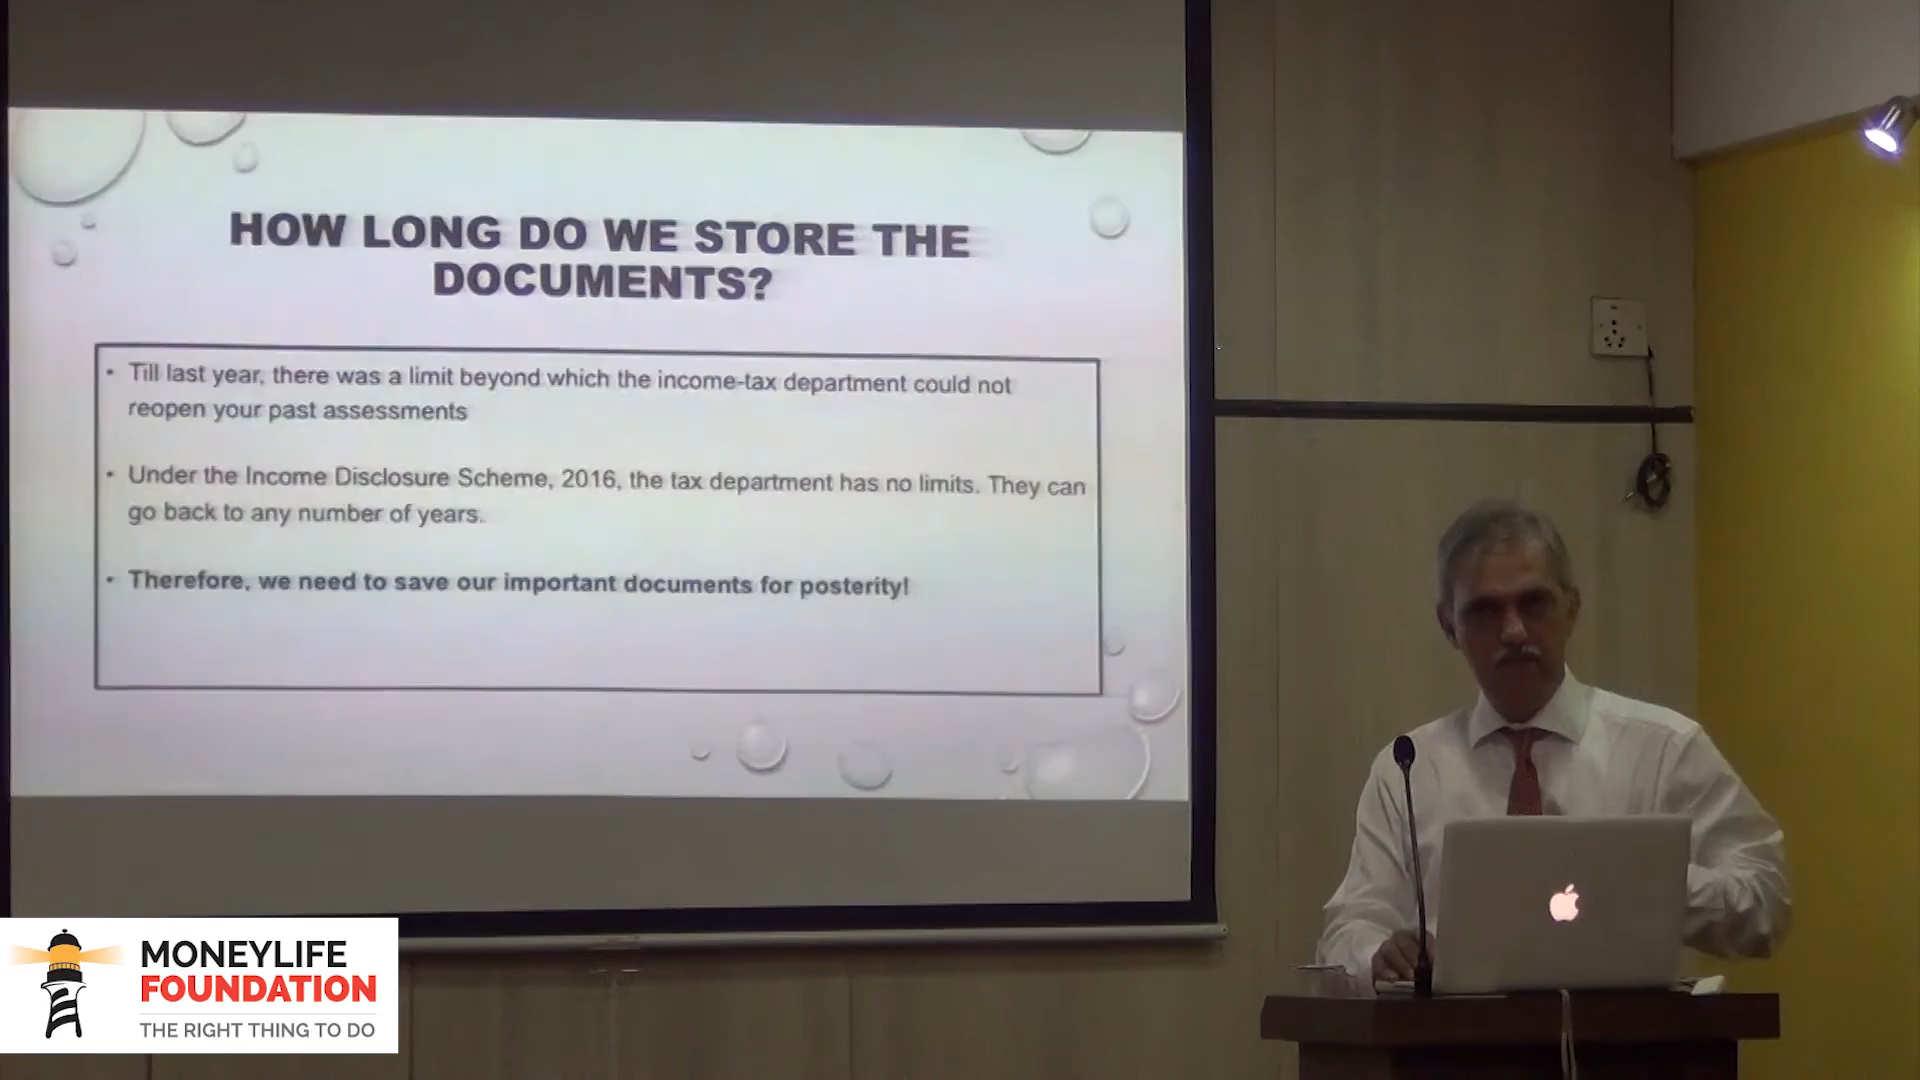 HOW LONG DO WE STORE THE
DOCUMENTS?
• Till last year, there was a limit beyond which the income-tax department could not
reopen your past assessments
• Under the Income Disclosure Scheme, 2016, the tax department has no limits. They can
go back to any number of years.
• Therefore, we need to save our important documents for posterity!
MONEYLIFE
FOUNDATION
THE RIGHT THING TO DO